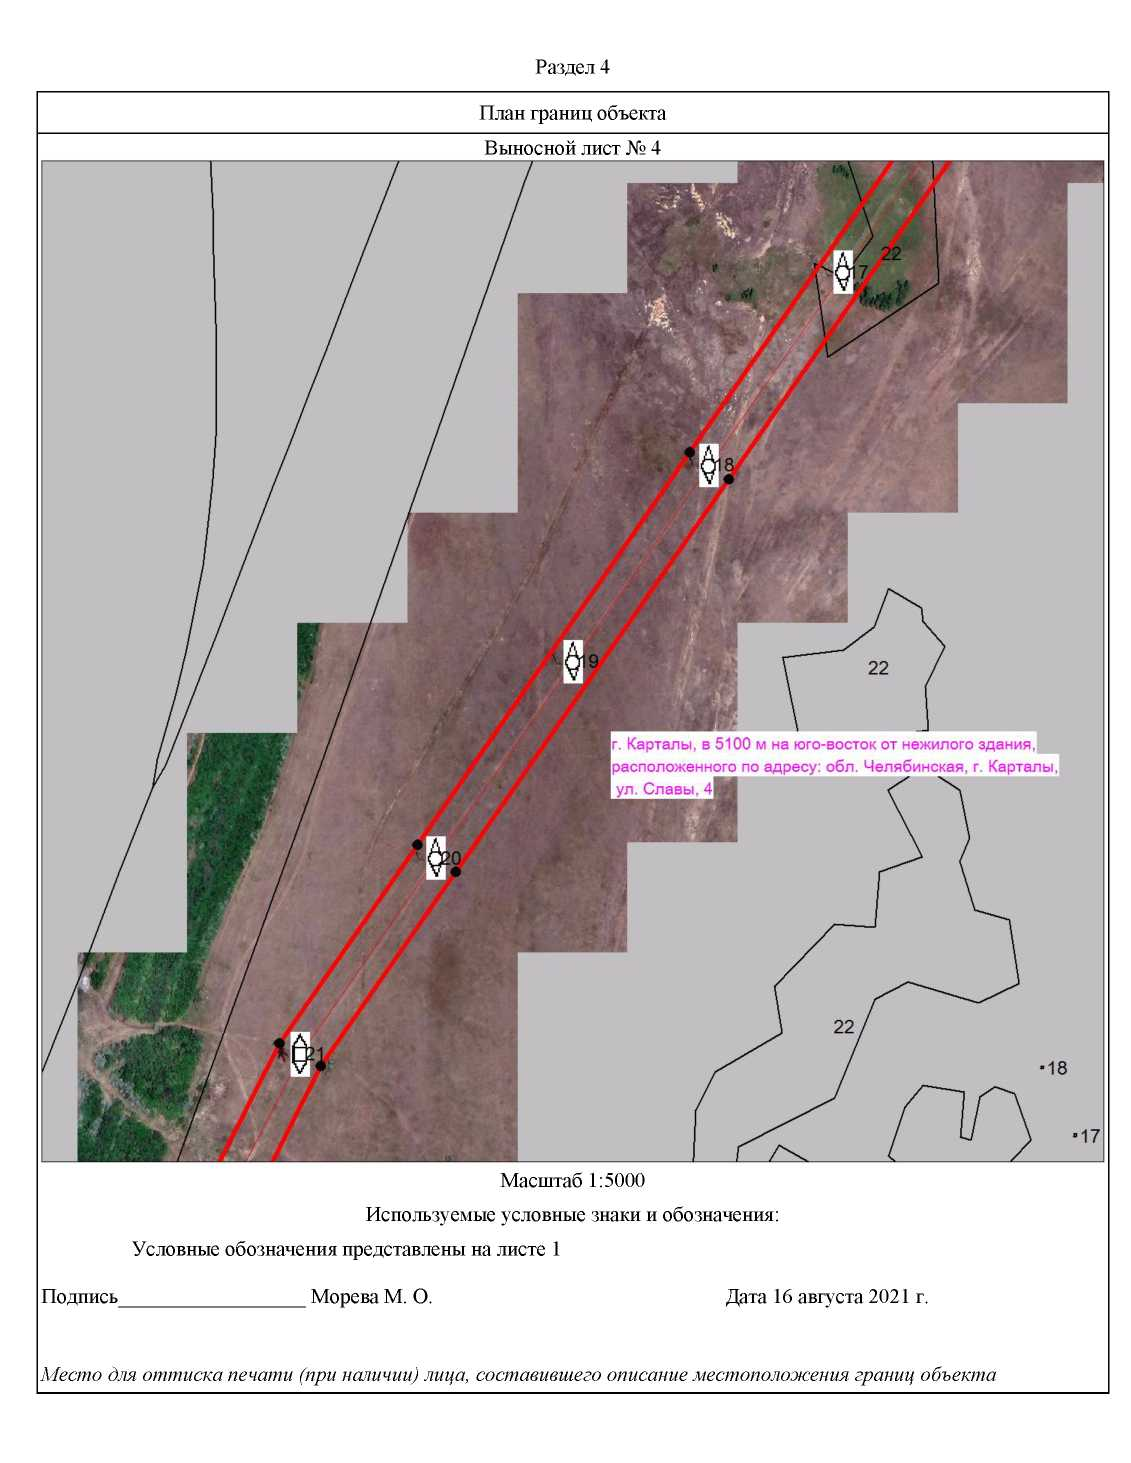 Раздел 4
План границ объекта
Выносной лист № 4
22
17
18
19
22
г. Карталы, в 5100 м на юго-восток от нежилого здания,
расположенного по адресу: обл. Челябинская, г. Карталы,
ул. Славы, 4
20
22
21
18
17
Масштаб 1:5000
Используемые условные знаки и обозначения:
Условные обозначения представлены на листе 1
Подпись__________________ Морева М. О. Дата 16 августа 2021 г.
Место для оттиска печати (при наличии) лица, составившего описание местоположения границ объекта